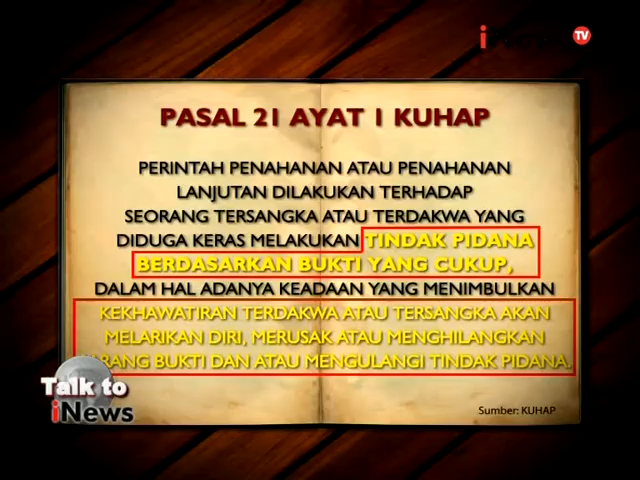 TV
PASAL 21 AYAT 1 KUHAP
PERINTAH PENAHANAN ATAU PENAHANAN
LANJUTAN DILAKUKAN TERHADAP
SEORANG TERSANGKA ATAU TERDAKWA YANG
DIDUGA KERAS MELAKUKAN TINDAK PIDANA
BERDASARKAN BUKTI YANG CUKUP,
DALAM HAL ADANYA KEADAAN YANG MENIMBULKAN
KEKHAWATIRAN TERDAKWA ATAU TERSANGKA AKAN
MELARIKAN DIRI, MERUSAK ATAU MENGHILANGKAN
BUKTI DAN ATAU MENGULANGI TINDAK PIDANA.
Talk to
iNews
Sumber: KUHAP